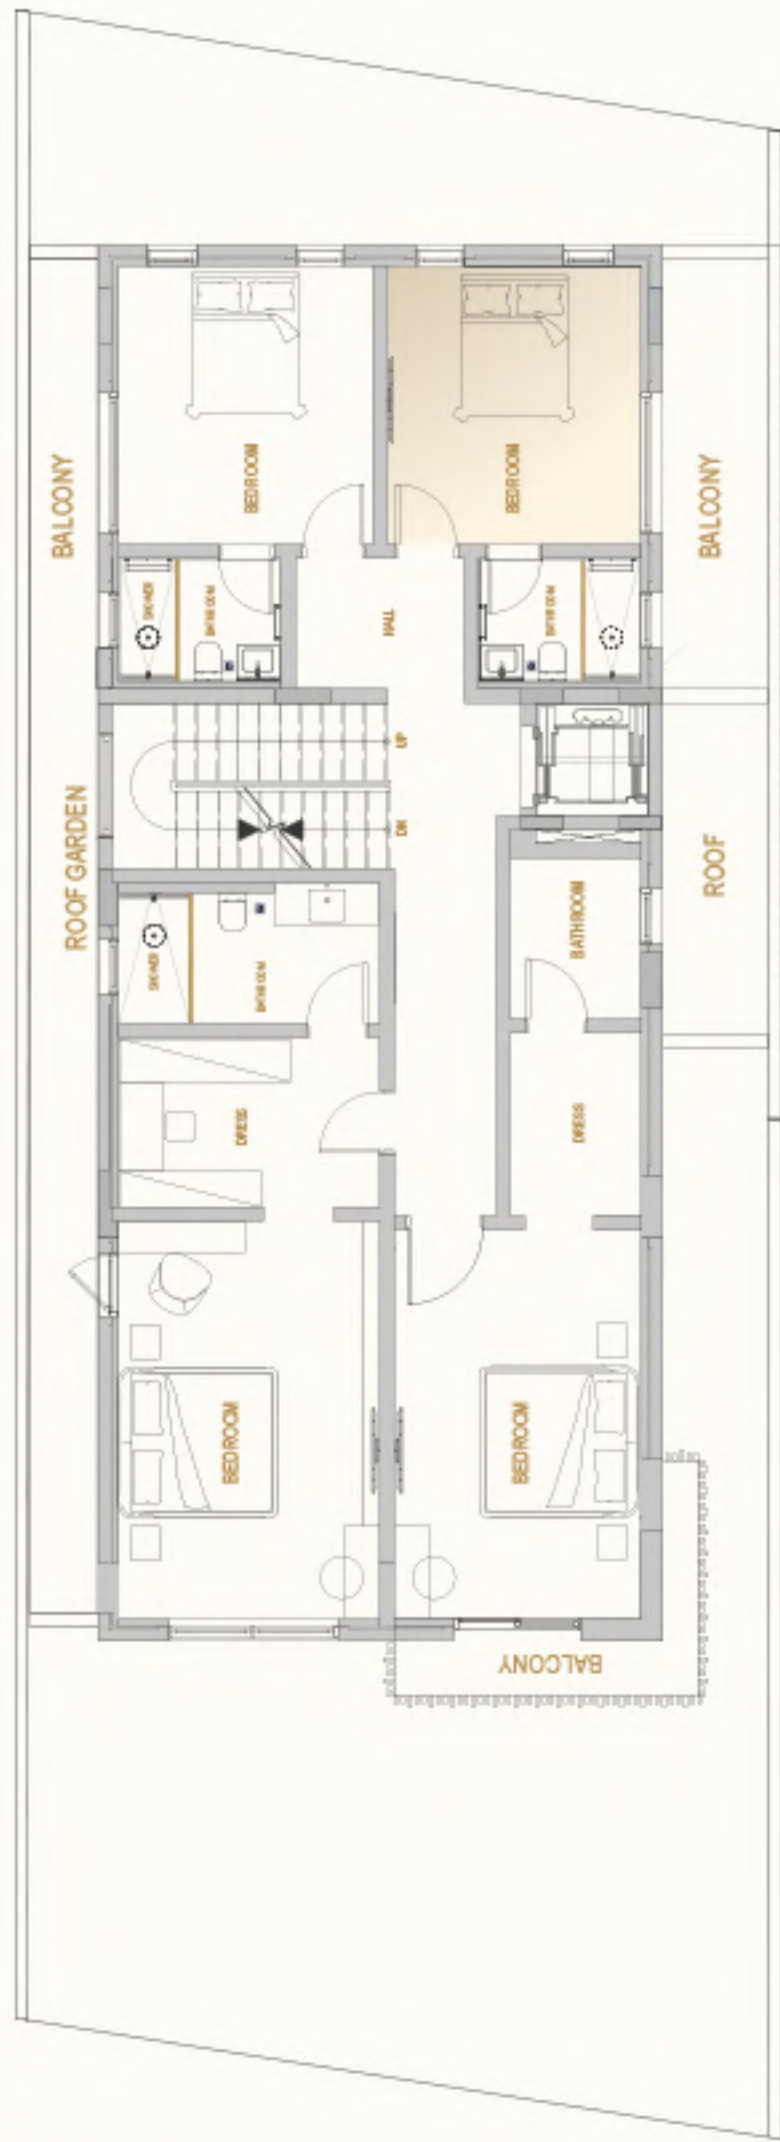 BALCONY
BEDROOM
BEDROOM
BALCONY
SHOWER
BATHROOM
HALL
BATHROOM
UP
DN
ROOF GARDEN
ROOF
SHOWER
BATHROOM
BATHROOM
DRESS
DRESS
BEDROOM
BEDROOM
BALCONY